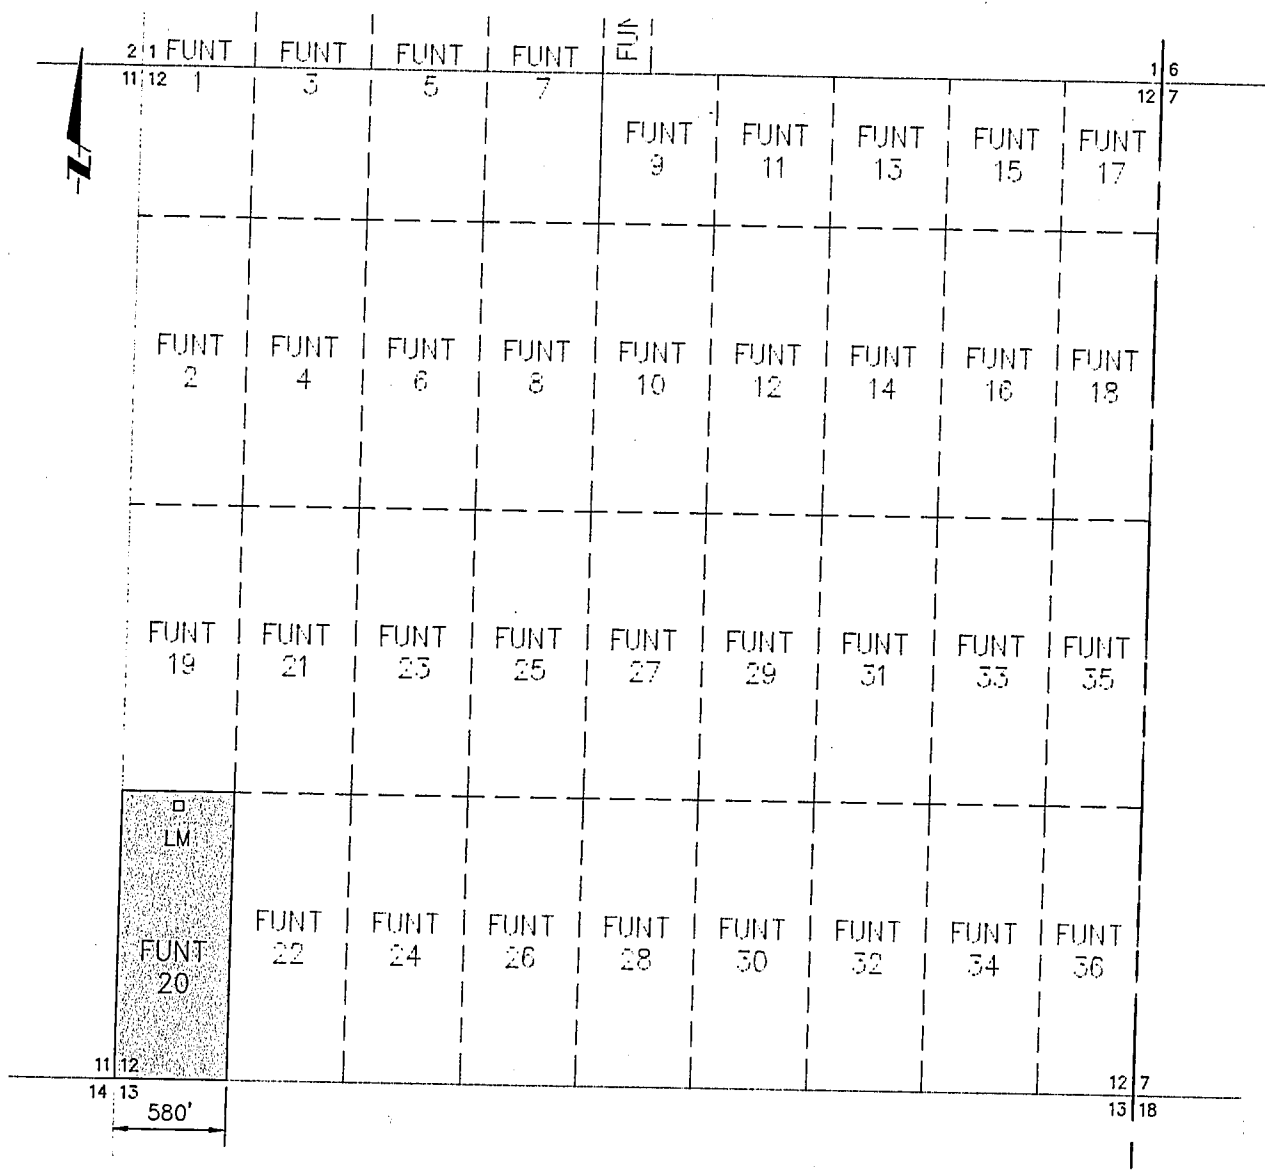 FUN
2 1 FUNT FUNT FUNT FUNT 1 6
11 12 1 3 5 7 12 7
N
FUNT FUNT FUNT FUNT FUNT
9 11 13 15 17
FUNT FUNT FUNT FUNT FUNT FUNT FUNT FUNT FUNT
2 4 6 8 10 12 14 16 18
FUNT FUNT FUNT FUNT FUNT FUNT FUNT FUNT FUNT
19 21 23 25 27 29 31 33 35
LM
FUNT FUNT FUNT FUNT FUNT FUNT FUNT FUNT FUNT
20 22 24 26 28 30 32 34 36
11 12 12 7
14 13 13 18
580'